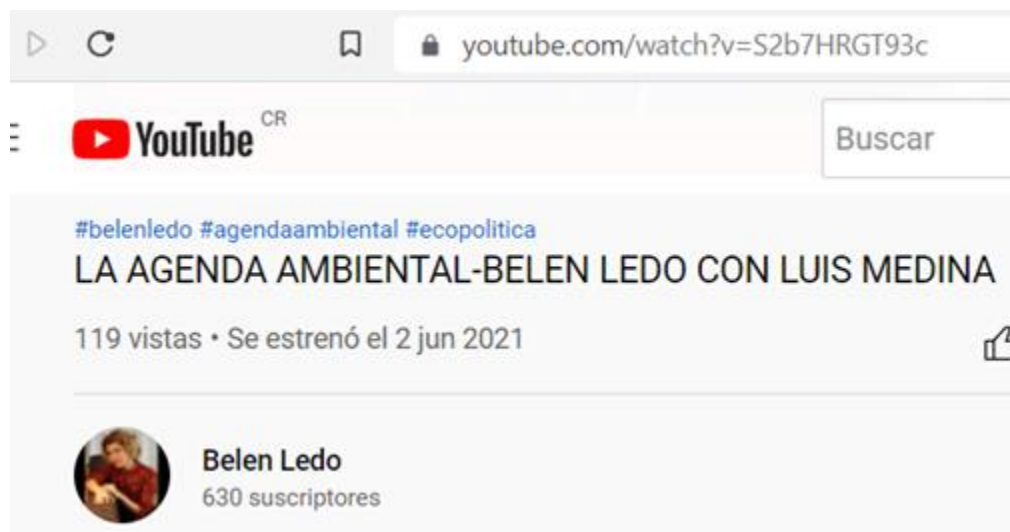 youtube.com/watch?v=S2b7HRGT93c
YouTube CR
Buscar
#belenledo #agendaambiental #ecopolitica
LA AGENDA AMBIENTAL-BELEN LEDO CON LUIS MEDINA
119 vistas • Se estrenó el 2 jun 2021
Belen Ledo
630 suscriptores